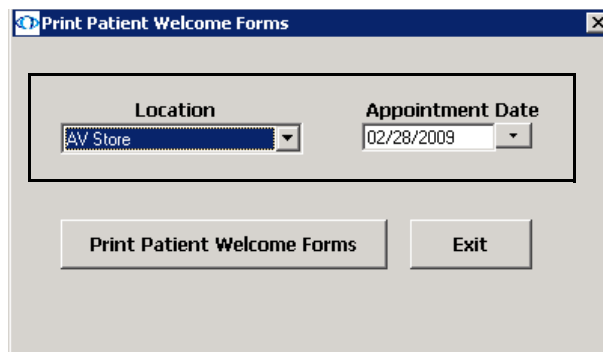 Print Patient Welcome Forms
Location Appointment Date
AV Store 02/28/2009
Print Patient Welcome Forms Exit